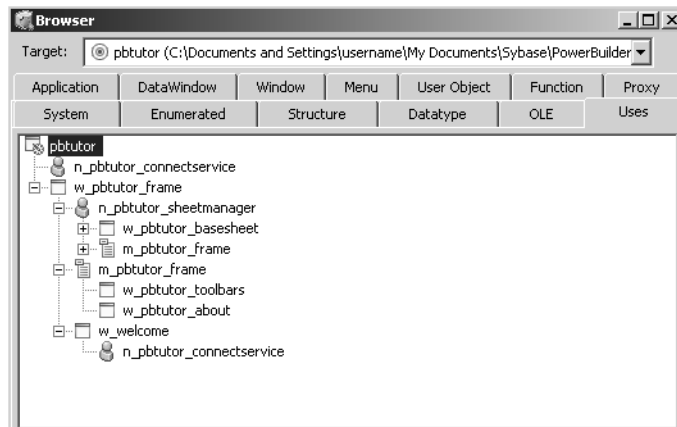 Browser
Target: pbtutor (C:\Documents and Settings\username\My Documents\Sybase\PowerBuilder
Application DataWindow Window Menu User Object Function Proxy
System Enumerated Structure Datatype OLE Uses
pbtutor
n_pbtutor_connectservice
w_pbtutor_frame
n_pbtutor_sheetmanager
w_pbtutor_basesheet
m_pbtutor_frame
m_pbtutor_frame
w_pbtutor_toolbars
w_pbtutor_about
w_welcome
n_pbtutor_connectservice